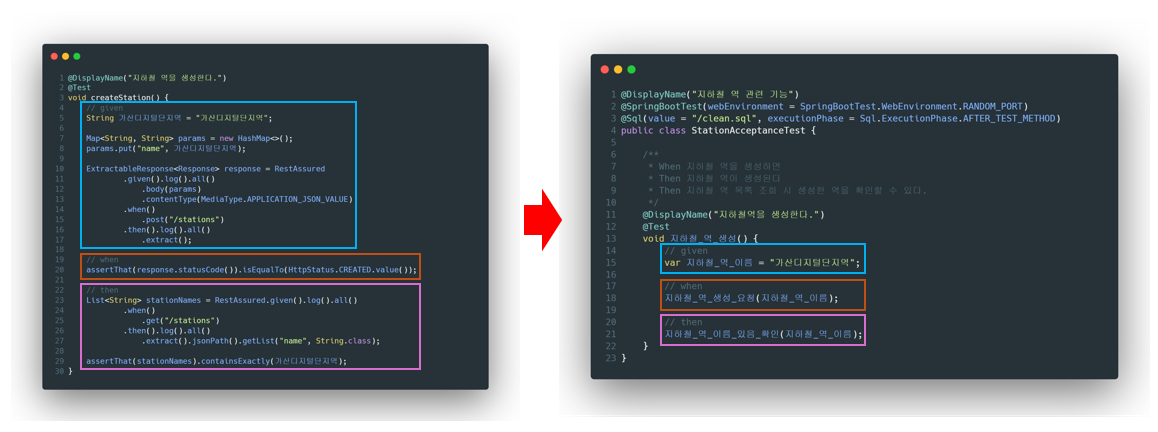 1 @DisplayName("지하철 역을 생성한다.")
2 @Test
3 void createStation() {
4 // given
5 String 가산디지털단지역 = "가산디지털단지역";
6
7 Map<String, String> params = new HashMap<>();
8 params.put("name", 가산디지털단지역);
9
10 ExtractableResponse<Response> response = RestAssured
11 .given().log().all()
12 .body(params)
13 .contentType(MediaType.APPLICATION_JSON_VALUE)
14 .when()
15 .post("/stations")
16 .then().log().all()
17 .extract();
18
19 // when
20 assertThat(response.statusCode()).isEqualTo(HttpStatus.CREATED.value());
21
22 // then
23 List<String> stationNames = RestAssured.given().log().all()
24 .when()
25 .get("/stations")
26 .then().log().all()
27 .extract().jsonPath().getList("name", String.class);
28
29 assertThat(stationNames).containsExactly(가산디지털단지역);
30 }
1 @DisplayName("지하철 역 관련 기능")
2 @SpringBootTest(webEnvironment = SpringBootTest.WebEnvironment.RANDOM_PORT)
3 @Sql(value = "/clean.sql", executionPhase = Sql.ExecutionPhase.AFTER_TEST_METHOD)
4 public class StationAcceptanceTest {
5
6 /**
7 * When 지하철 역을 생성하면
8 * Then 지하철 역이 생성된다
9 * Then 지하철 역 목록 조회 시 생성한 역을 확인할 수 있다.
10 */
11 @DisplayName("지하철역을 생성한다.")
12 @Test
13 void 지하철_역_생성() {
14 // given
15 var 지하철_역_이름 = "가산디지털단지역";
16
17 // when
18 지하철_역_생성_요청(지하철_역_이름);
19
20 // then
21 지하철_역_이름_있음_확인(지하철_역_이름);
22 }
23 }